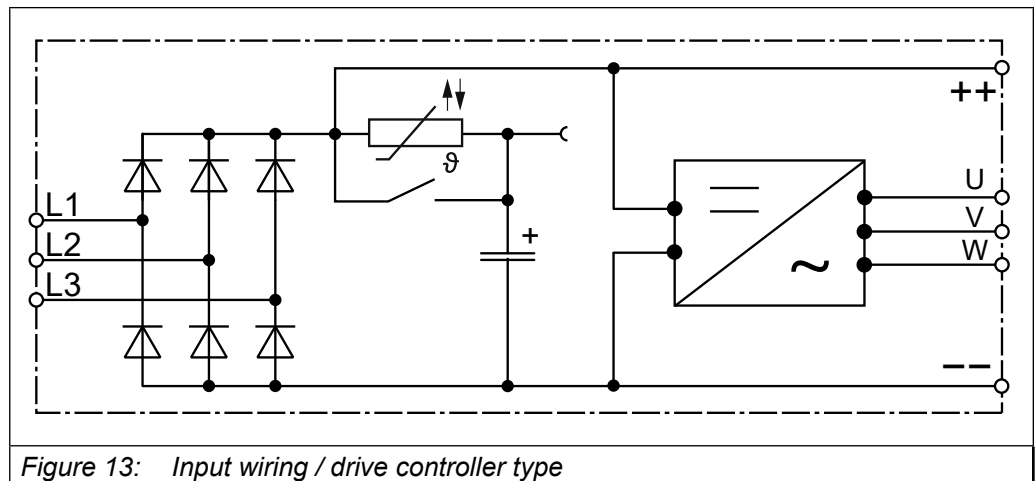 ++
ϑ
L1
L2
L3
+
U
V
W
~
−−
Figure 13: Input wiring / drive controller type